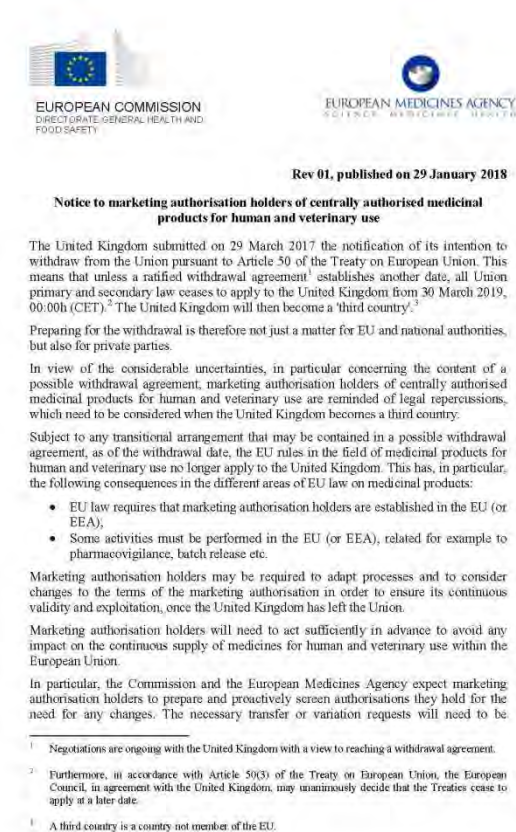 EUROPEAN COMMISSION
DIRECTORATE-GENERAL HEALTH AND
FOOD SAFETY
EUROPEAN MEDICINES AGENCY
SCIENCE MEDICINES HEALTH
Rev 01, published on 29 January 2018
Notice to marketing authorisation holders of centrally authorised medicinal
products for human and veterinary use
The United Kingdom submitted on 29 March 2017 the notification of its intention to
withdraw from the Union pursuant to Article 50 of the Treaty on European Union. This
means that unless a ratified withdrawal agreement¹ establishes another date, all Union
primary and secondary law ceases to apply to the United Kingdom from 30 March 2019,
00:00h (CET).² The United Kingdom will then become a 'third country'.³
Preparing for the withdrawal is therefore not just a matter for EU and national authorities,
but also for private parties.
In view of the considerable uncertainties, in particular concerning the content of a
possible withdrawal agreement, marketing authorisation holders of centrally authorised
medicinal products for human and veterinary use are reminded of legal repercussions,
which need to be considered when the United Kingdom becomes a third country.
Subject to any transitional arrangement that may be contained in a possible withdrawal
agreement, as of the withdrawal date, the EU rules in the field of medicinal products for
human and veterinary use no longer apply to the United Kingdom. This has, in particular,
the following consequences in the different areas of EU law on medicinal products:
• EU law requires that marketing authorisation holders are established in the EU (or
EEA);
• Some activities must be performed in the EU (or EEA), related for example to
pharmacovigilance, batch release etc.
Marketing authorisation holders may be required to adapt processes and to consider
changes to the terms of the marketing authorisation in order to ensure its continuous
validity and exploitation, once the United Kingdom has left the Union.
Marketing authorisation holders will need to act sufficiently in advance to avoid any
impact on the continuous supply of medicines for human and veterinary use within the
European Union.
In particular, the Commission and the European Medicines Agency expect marketing
authorisation holders to prepare and proactively screen authorisations they hold for the
need for any changes. The necessary transfer or variation requests will need to be
¹ Negotiations are ongoing with the United Kingdom with a view to reaching a withdrawal agreement.
² Furthermore, in accordance with Article 50(3) of the Treaty on European Union, the European
Council, in agreement with the United Kingdom, may unanimously decide that the Treaties cease to
apply at a later date.
³ A third country is a country not member of the EU.